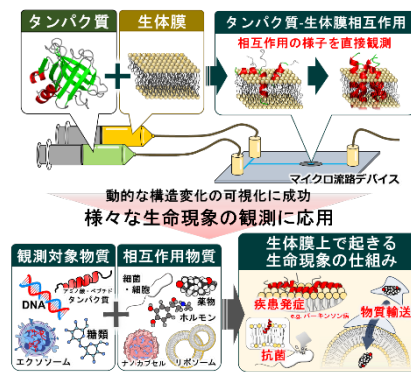 タンパク質
生体膜
タンパク質-生体膜相互作用
相互作用の様子を直接観測
マイクロ流路デバイス
動的な構造変化の可視化に成功
様々な生命現象の観測に応用
観測対象物質
アミノ酸・ペプチド
タンパク質
DNA
糖類
エクソソーム
相互作用物質
細菌
・細胞
薬物
ホルモン
ナノカプセル
リポソーム
生体膜上で起きる
生命現象の仕組み
疾患発症
e.g. パーキンソン病
物質輸送
抗菌